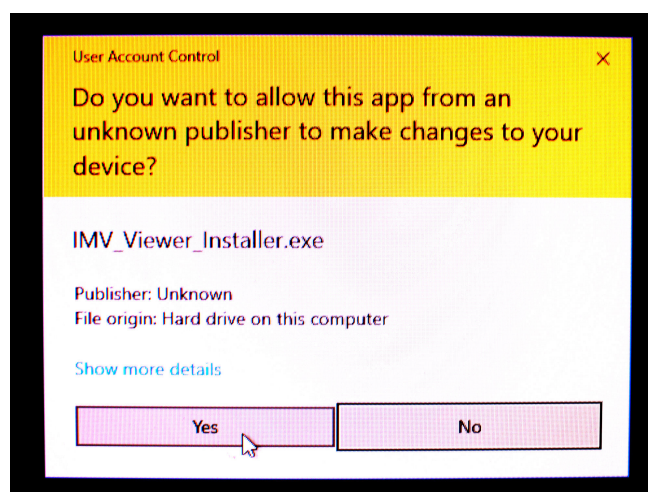 User Account Control
Do you want to allow this app from an
unknown publisher to make changes to your
device?
IMV_Viewer_Installer.exe
Publisher: Unknown
File origin: Hard drive on this computer
Show more details
Yes
No